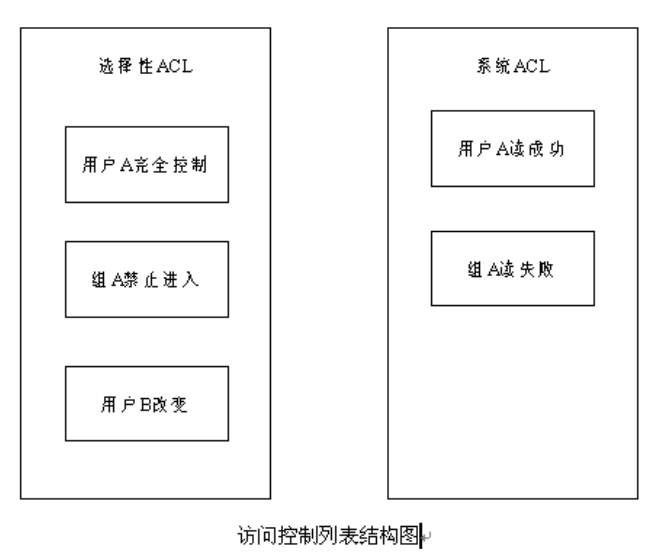 选择性ACL
用户A完全控制
组A禁止进入
用户B改变
系统ACL
用户A读成功
组A读失败
访问控制列表结构图